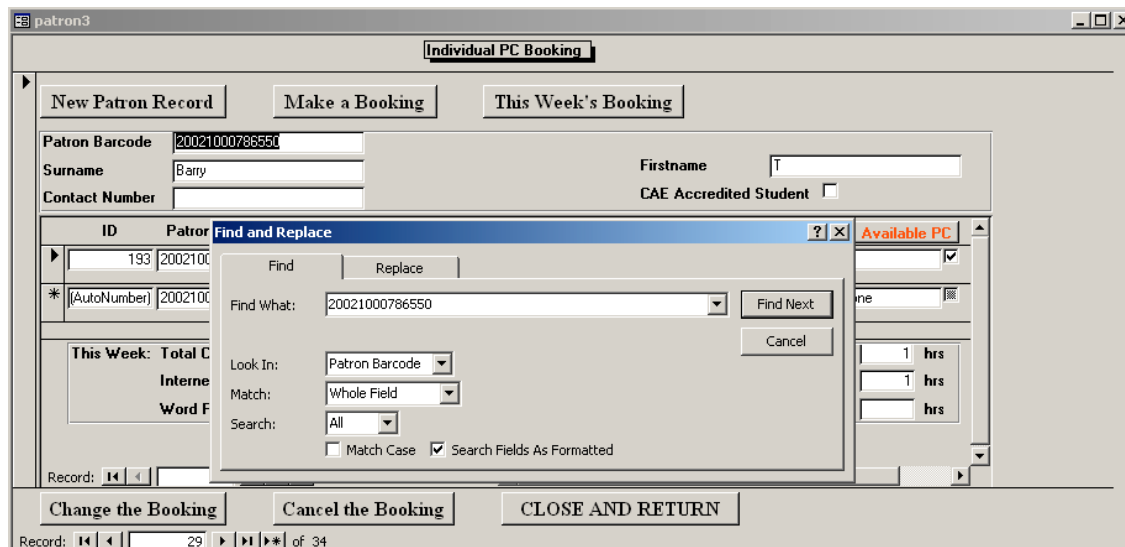 patron3
Individual PC Booking
New Patron Record Make a Booking This Week's Booking
Patron Barcode 20021000786550
Surname Barry Firstname T
Contact Number CAE Accredited Student
ID Patror Available PC
193 2002100
(AutoNumber) 2002100 one
Find and Replace
Find Replace
Find What: 20021000786550 Find Next
Cancel
Look In: Patron Barcode
Match: Whole Field
Search: All
Match Case Search Fields As Formatted
This Week: Total C 1 hrs
Interne 1 hrs
Word F hrs
Record:
Change the Booking Cancel the Booking CLOSE AND RETURN
Record: 29 of 34